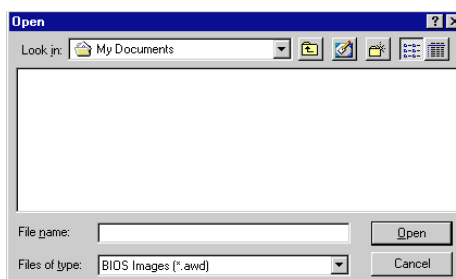 Open
Look in: My Documents
File name:
Open
Files of type: BIOS Images (*.awd)
Cancel